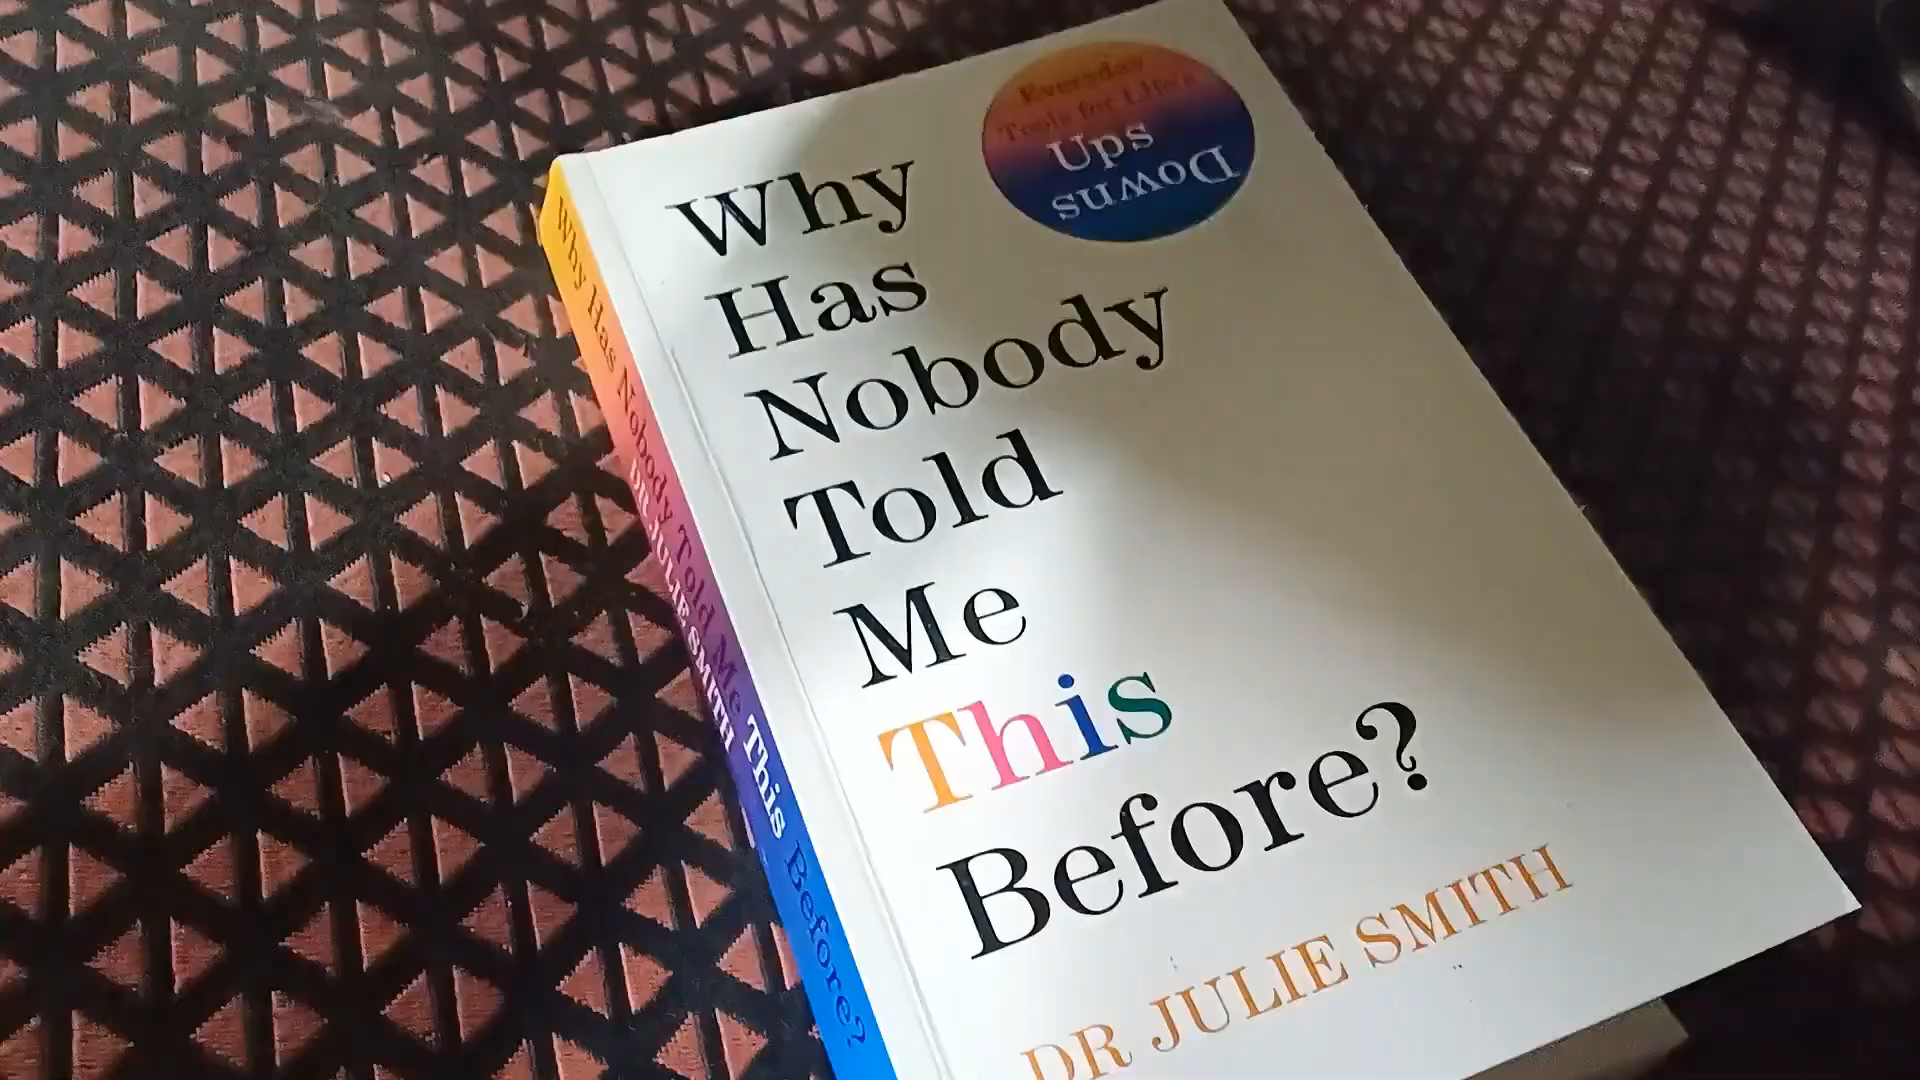 Everyday
Tools for Life's
Ups
Downs
Why
Has
Nobody
Told
Me
This
Before?
DR JULIE SMITH
Why Has Nobody Told Me This Before?
DR JULIE SMITH